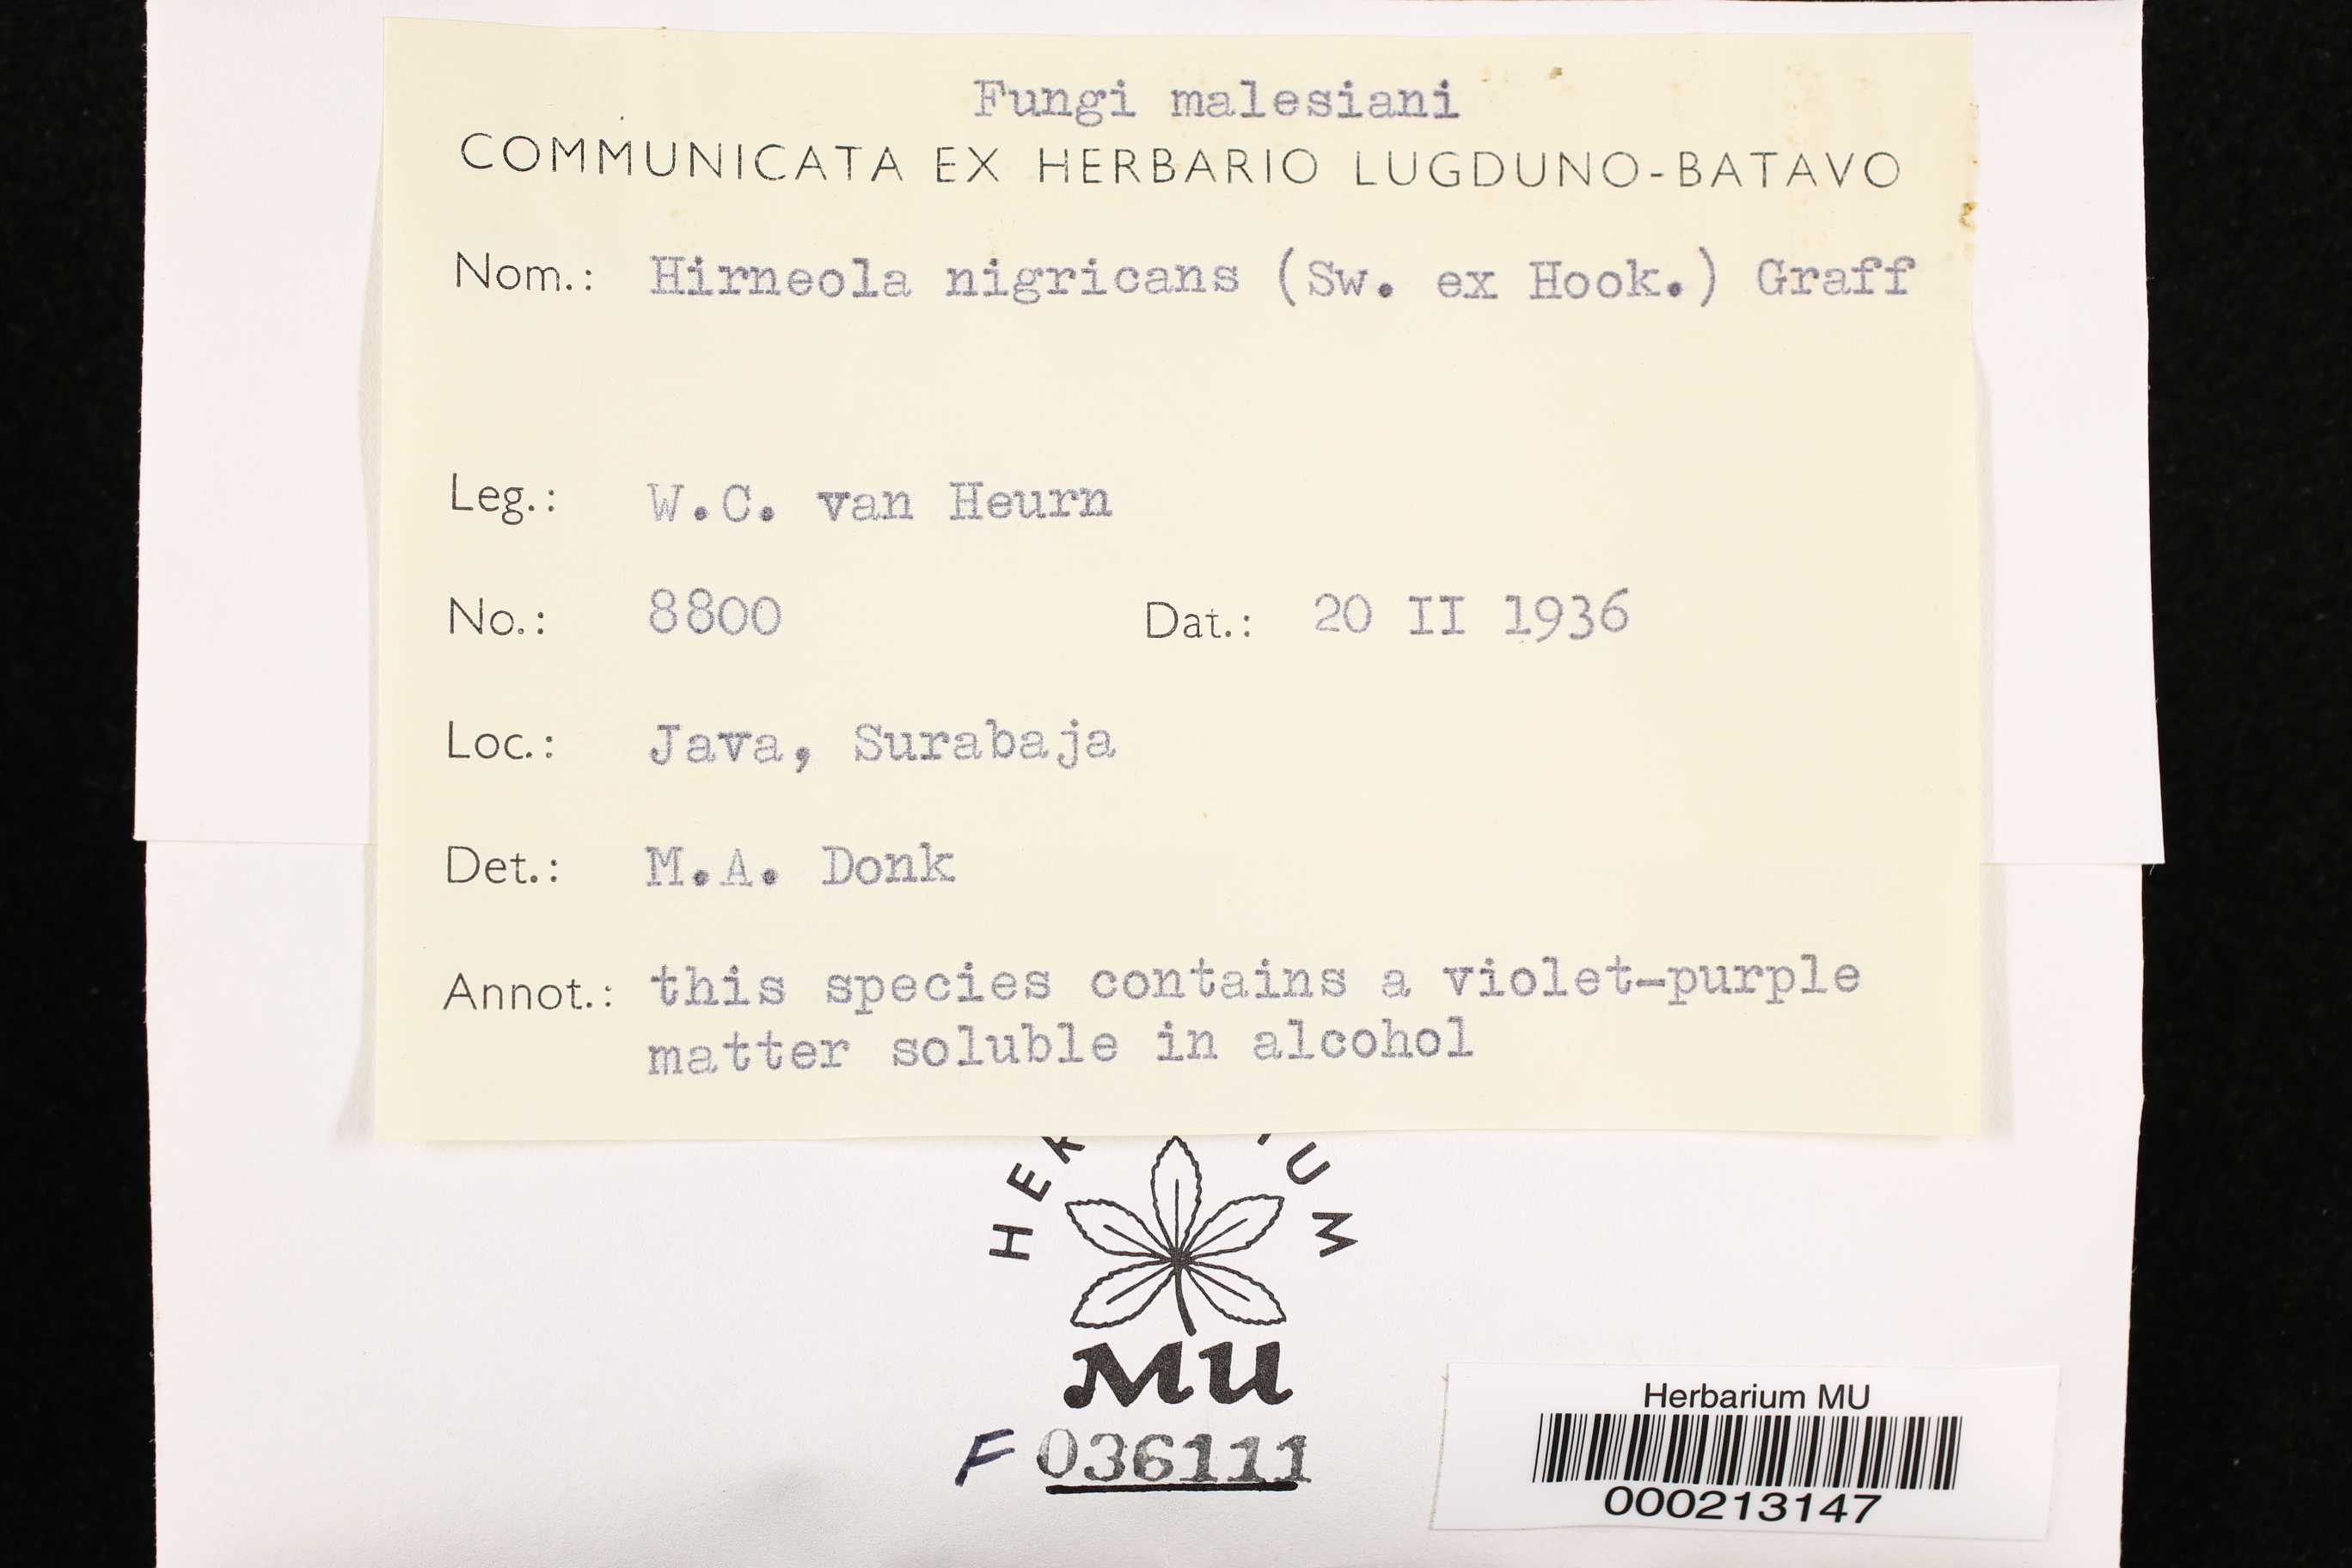 Fungi malesiani
COMMUNICATA EX HERBARIO LUGDUNO-BATAVO
Nom.: Hirneola nigricans (Sw. ex Hook.) Graff
Leg.: W.C. van Heurn
No.: 8800 Dat.: 20 II 1936
Loc.: Java, Surabaja
Det.: M.A. Donk
Annot.: this species contains a violet-purple
matter soluble in alcohol
MU
F 036111
Herbarium MU
000213147